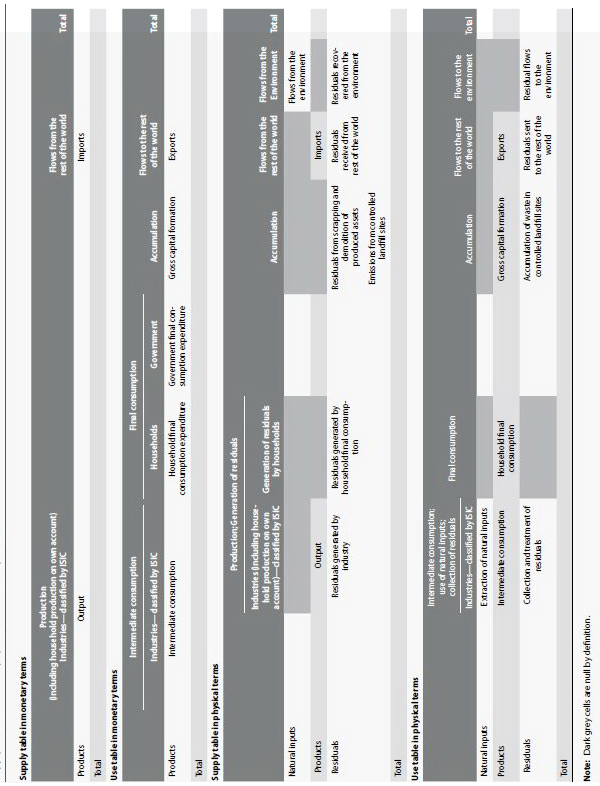 Supply table in monetary terms
Production
(including household production on own account)
Industries—classified by ISIC
Flows from the
rest of the world
Total
Products
Output
Imports
Total
Use table in monetary terms
Intermediate consumption
Final consumption
Flows to the rest
of the world
Total
Industries—classified by ISIC
Households
Government
Accumulation
Products
Intermediate consumption
Household final
consumption expenditure
Government final con-
sumption expenditure
Gross capital formation
Exports
Total
Supply table in physical terms
Production; Generation of residuals
Industries (including house-
hold production on own
account)—classified by ISIC
Generation of residuals
by households
Accumulation
Flows from the
rest of the world
Flows from the
Environment
Total
Natural inputs
Flows from the
environment
Products
Output
Imports
Residuals
Residuals generated by
industry
Residuals generated by
household final consump-
tion
Residuals from scrapping and
demolition of
produced assets
Emissions from controlled
landfill sites
Residuals
received from
rest of the world
Residuals recov-
ered from the
environment
Total
Use table in physical terms
Intermediate consumption;
use of natural inputs;
collection of residuals
Industries—classified by ISIC
Final consumption
Accumulation
Flows to the rest
of the world
Flows to the
environment
Total
Natural inputs
Extraction of natural inputs
Products
Intermediate consumption
Household final
consumption
Gross capital formation
Exports
Residuals
Collection and treatment of
residuals
Accumulation of waste in
controlled landfill sites
Residuals sent
to the rest of the
world
Residual flows
to the
environment
Total
Note: Dark grey cells are null by definition.